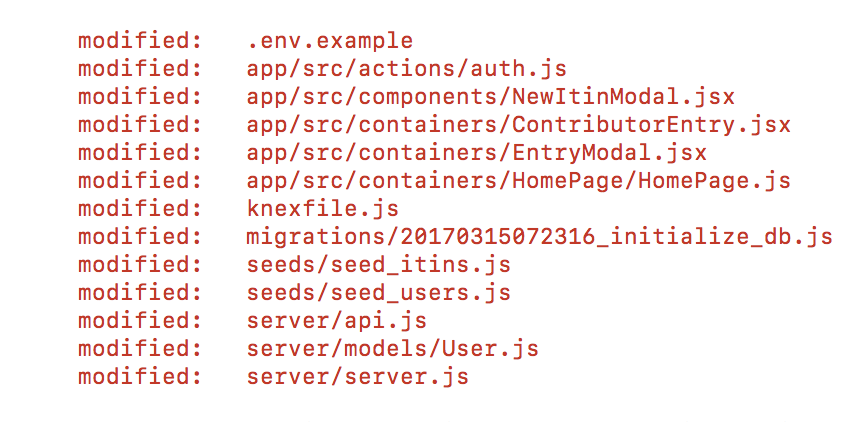 modified:   .env.example
modified:   app/src/actions/auth.js
modified:   app/src/components/NewItinModal.jsx
modified:   app/src/containers/ContributorEntry.jsx
modified:   app/src/containers/EntryModal.jsx
modified:   app/src/containers/HomePage/HomePage.js
modified:   knexfile.js
modified:   migrations/20170315072316_initialize_db.js
modified:   seeds/seed_itins.js
modified:   seeds/seed_users.js
modified:   server/api.js
modified:   server/models/User.js
modified:   server/server.js